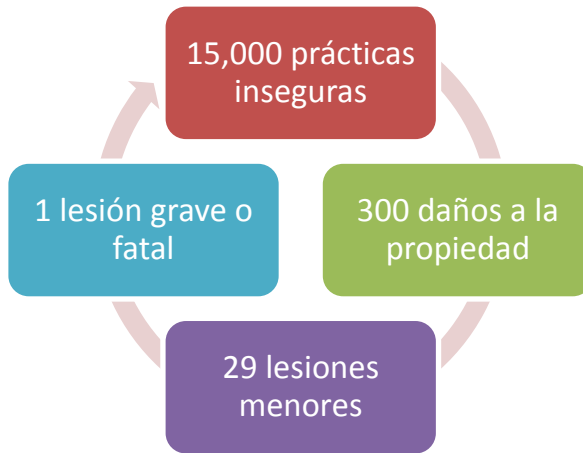 15,000 prácticas
inseguras
1 lesión grave o
fatal
300 daños a la
propiedad
29 lesiones
menores